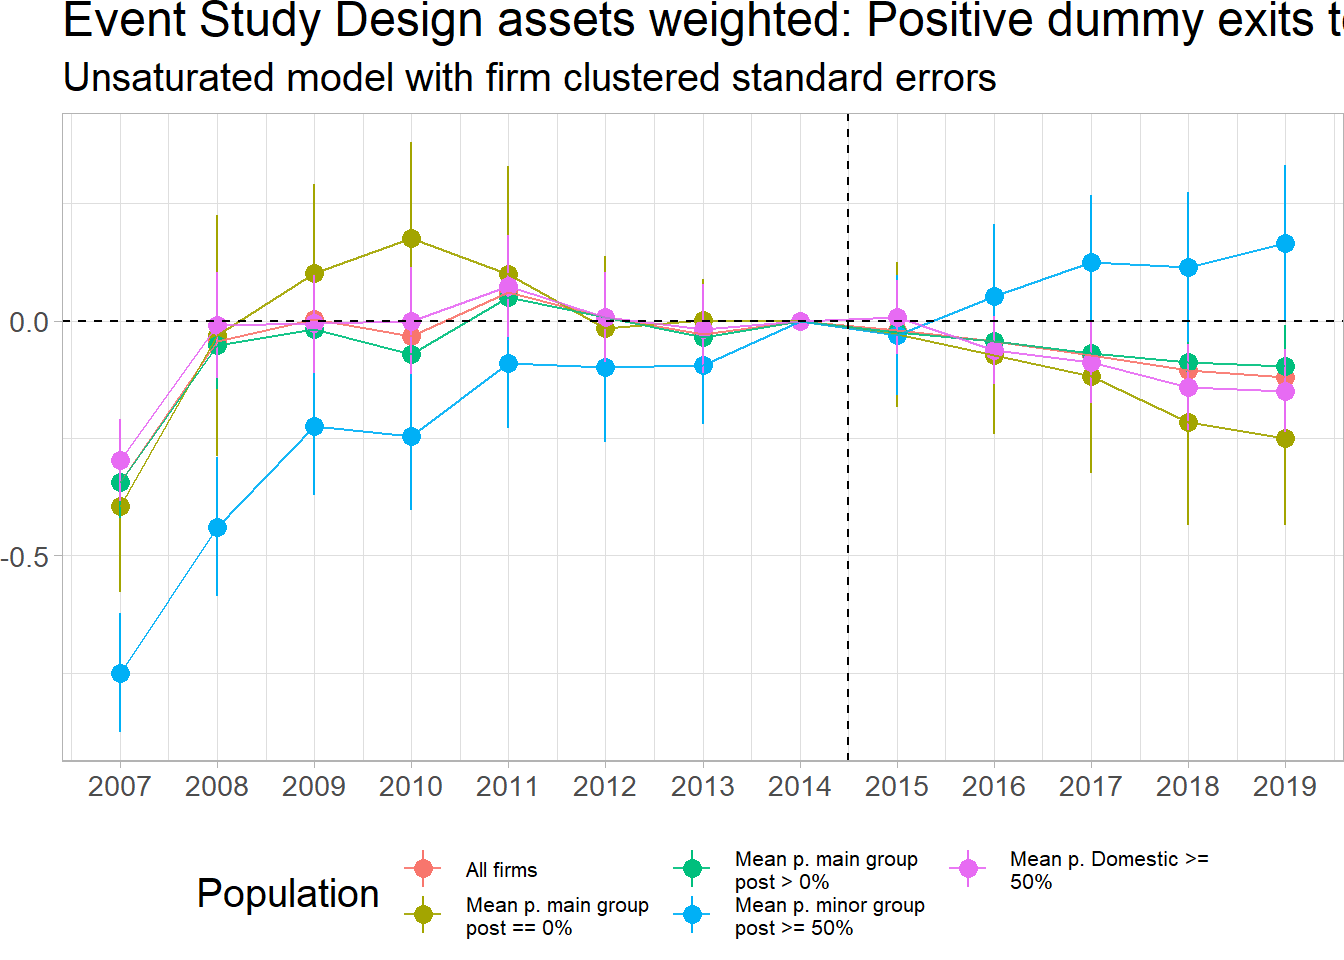 Event Study Design assets weighted: Positive dummy exits
Unsaturated model with firm clustered standard errors
0.0
-0.5
2007 2008 2009 2010 2011 2012 2013 2014 2015 2016 2017 2018 2019
Population
All firms
Mean p. main group
post == 0%
Mean p. main group
post > 0%
Mean p. minor group
post >= 50%
Mean p. Domestic >=
50%